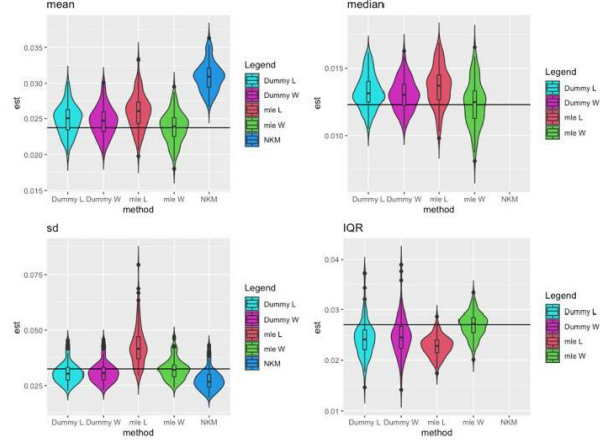 mean
0.035
0.030
0.025
0.020
0.015
est
Dummy L Dummy W mle L mle W NKM
method
Legend
Dummy L
Dummy W
mle L
mle W
NKM
median
0.015
0.010
est
Dummy L Dummy W mle L mle W NKM
method
Legend
Dummy L
Dummy W
mle L
mle W
sd
0.075
0.050
0.025
est
Dummy L Dummy W mle L mle W NKM
method
Legend
Dummy L
Dummy W
mle L
mle W
NKM
IQR
0.04
0.03
0.02
0.01
est
Dummy L Dummy W mle L mle W NKM
method
Legend
Dummy L
Dummy W
mle L
mle W